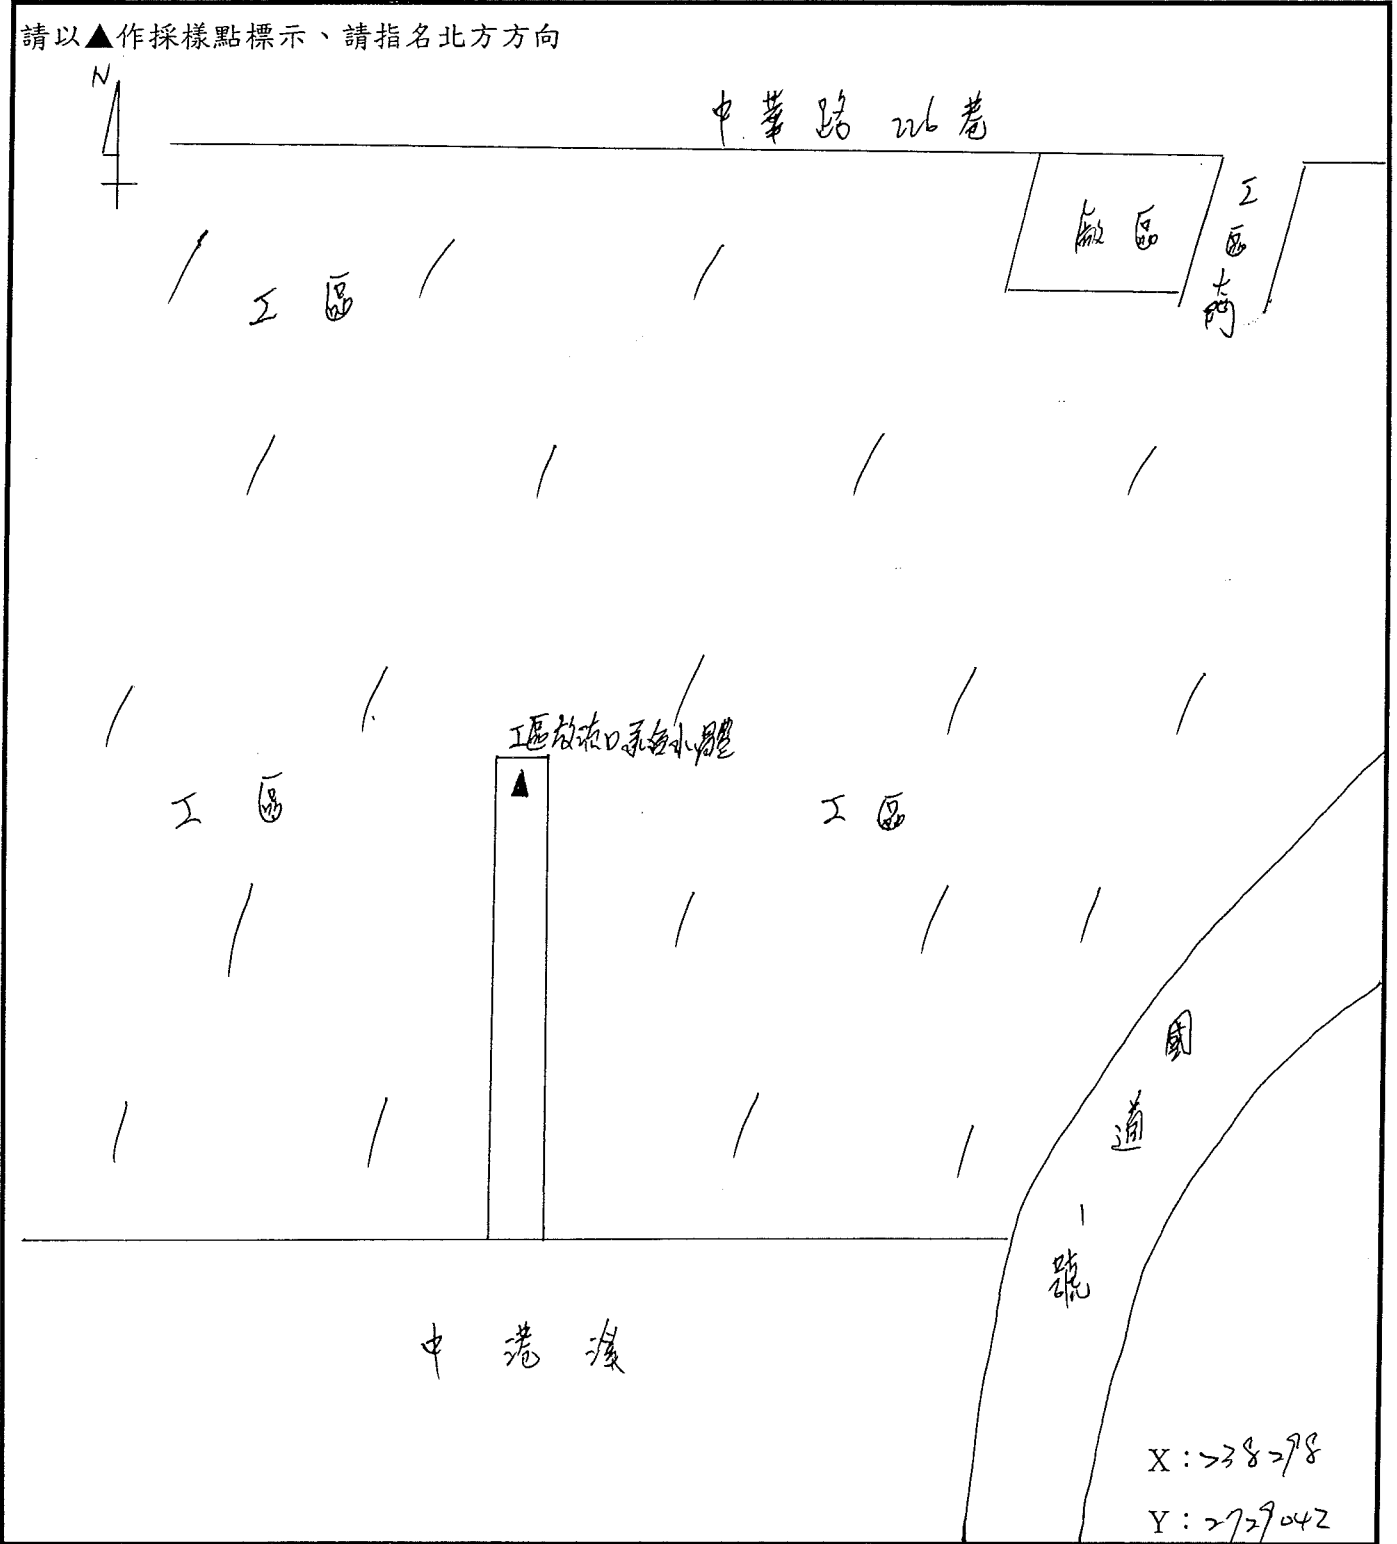 請以▲作採樣點標示、請指名北方方向
N
中華路 226巷
廠區
工區大門
工區
工區放流口承受水體
▲
工區
工區
國道一號
中港溪
X：238298
Y：2729042